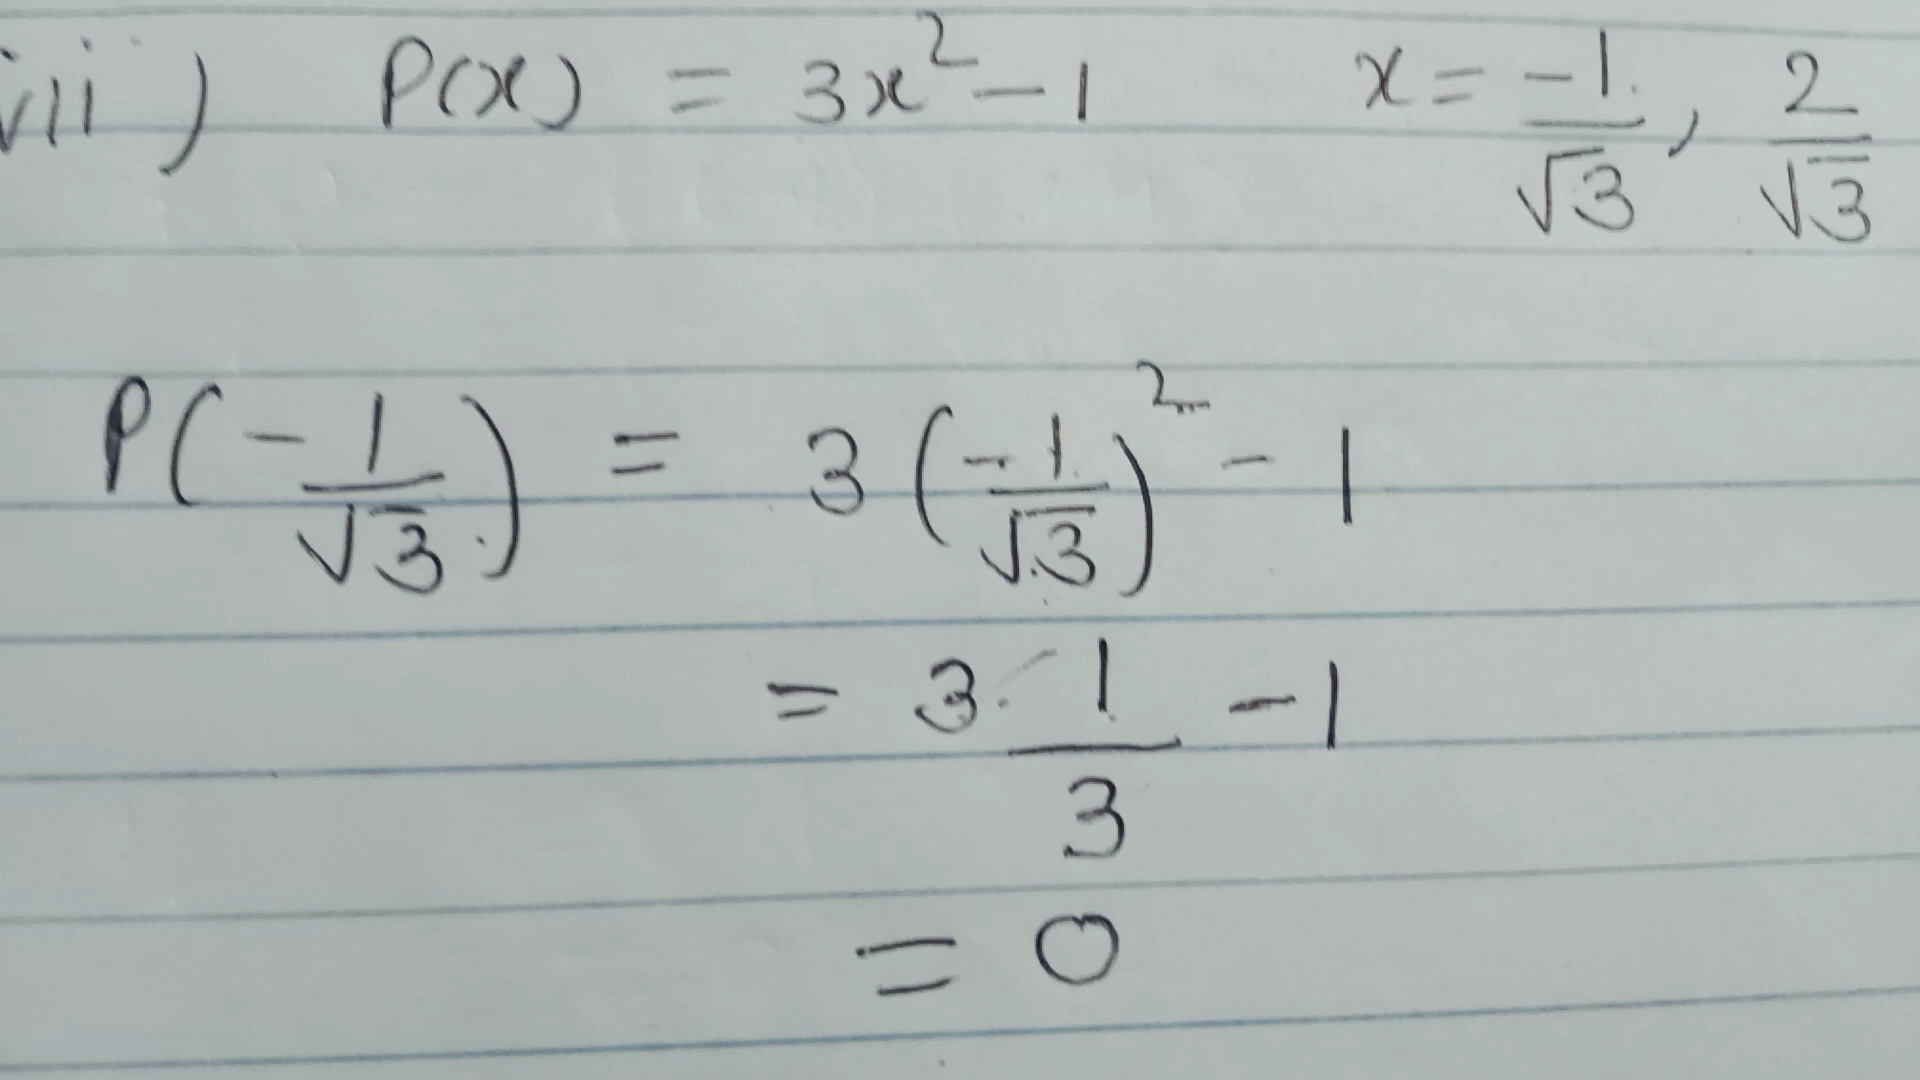 vii) P(x) = 3x² - 1 x = -1/√3, 2/√3
P(-1/√3) = 3(-1/√3)² - 1
= 3·1/3 - 1
= 0